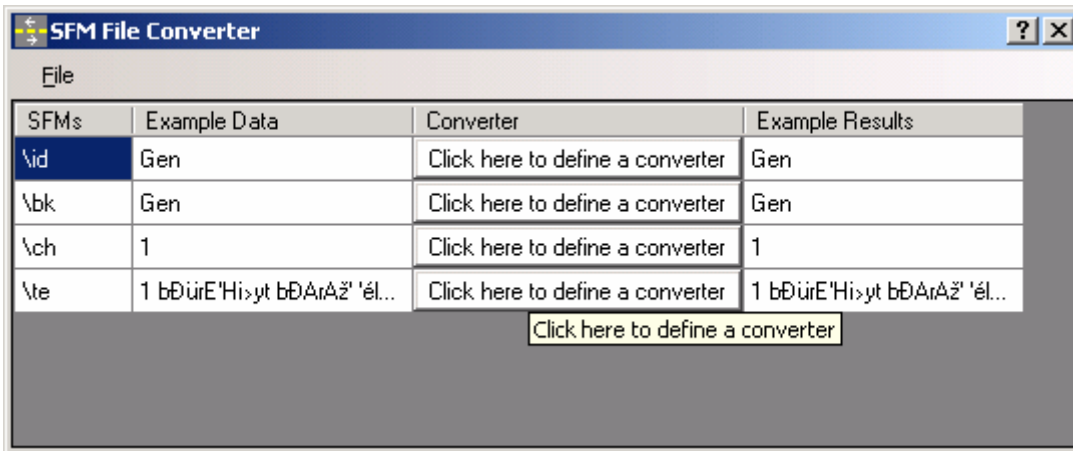 SFM File Converter
File
SFMs Example Data Converter Example Results
\id Gen Click here to define a converter Gen
\bk Gen Click here to define a converter Gen
\ch 1 Click here to define a converter 1
\te 1 bÐürE'Hi›yt bÐArAž' 'él... Click here to define a converter 1 bÐürE'Hi›yt bÐArAž' 'él...
Click here to define a converter